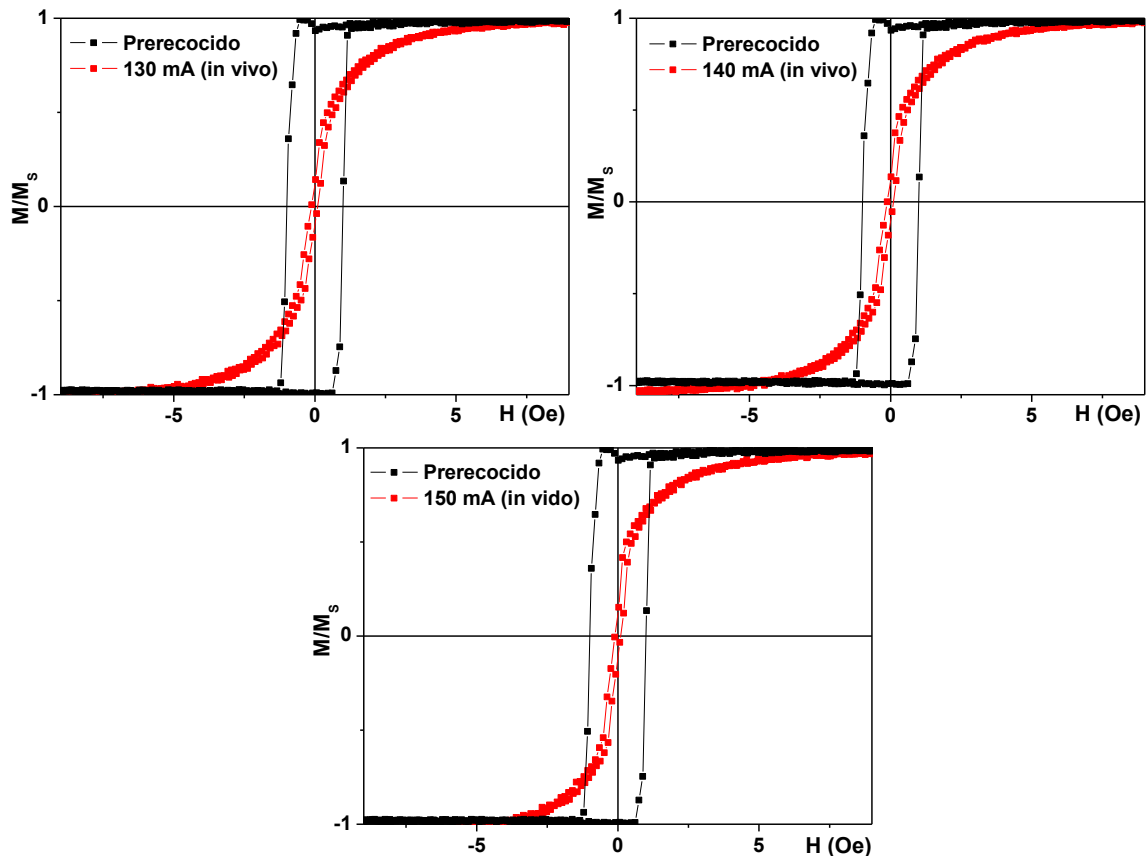 1
Prerecocido
130 mA (in vivo)
M/Ms
0
-1
-5
0
5
H (Oe)
1
Prerecocido
140 mA (in vivo)
M/Ms
0
-1
-5
0
5
H (Oe)
1
Prerecocido
150 mA (in vido)
M/Ms
0
-1
-5
0
5
H (Oe)